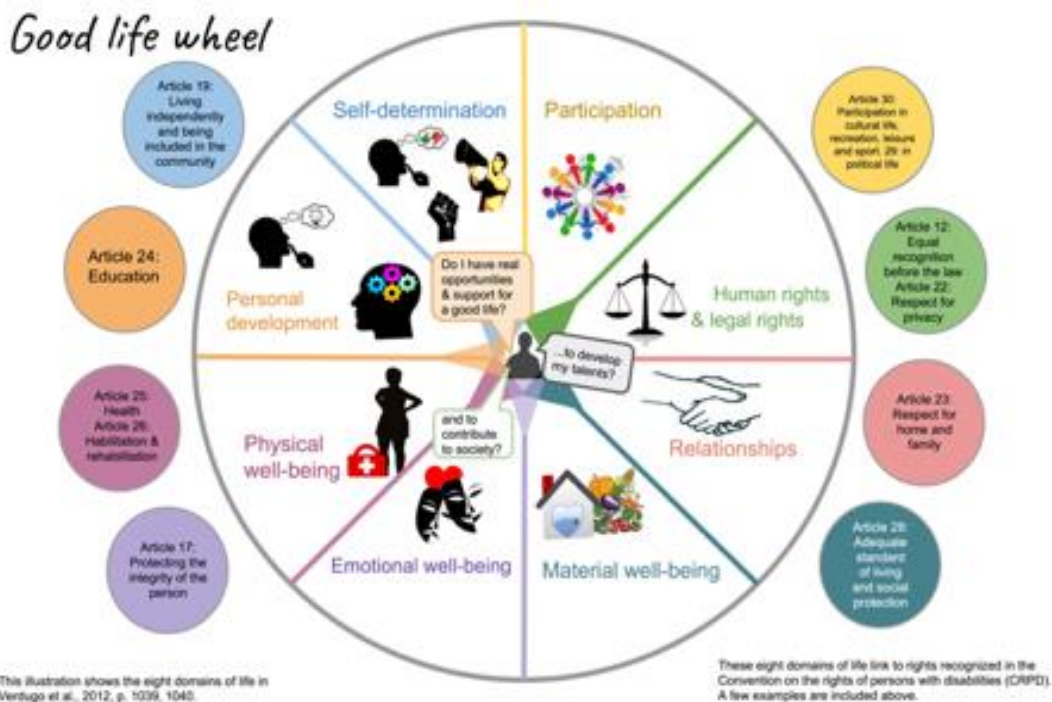 Good life wheel
Article 19:
Living
independently
and being
included in the
community
Self-determination
Participation
Article 30:
Participation in
cultural life,
recreation, leisure
and sport, 29: in
political life
Article 24:
Education
Personal
development
Do I have real
opportunities
& support for
a good life?
...to develop
my talents?
Human rights
& legal rights
Article 12:
Equal
recognition
before the law
Article 22:
Respect for
privacy
Article 25:
Health
Article 26:
Habilitation &
rehabilitation
Physical
well-being
and to
contribute
to society?
Relationships
Article 23:
Respect for
home and
family
Article 17:
Protecting the
integrity of the
person
Emotional well-being
Material well-being
Article 28:
Adequate
standard
of living
and social
protection
This illustration shows the eight domains of life in
Verdugo et al., 2012, p. 1039, 1040.
These eight domains of life link to rights recognized in the
Convention on the rights of persons with disabilities (CRPD).
A few examples are included above.